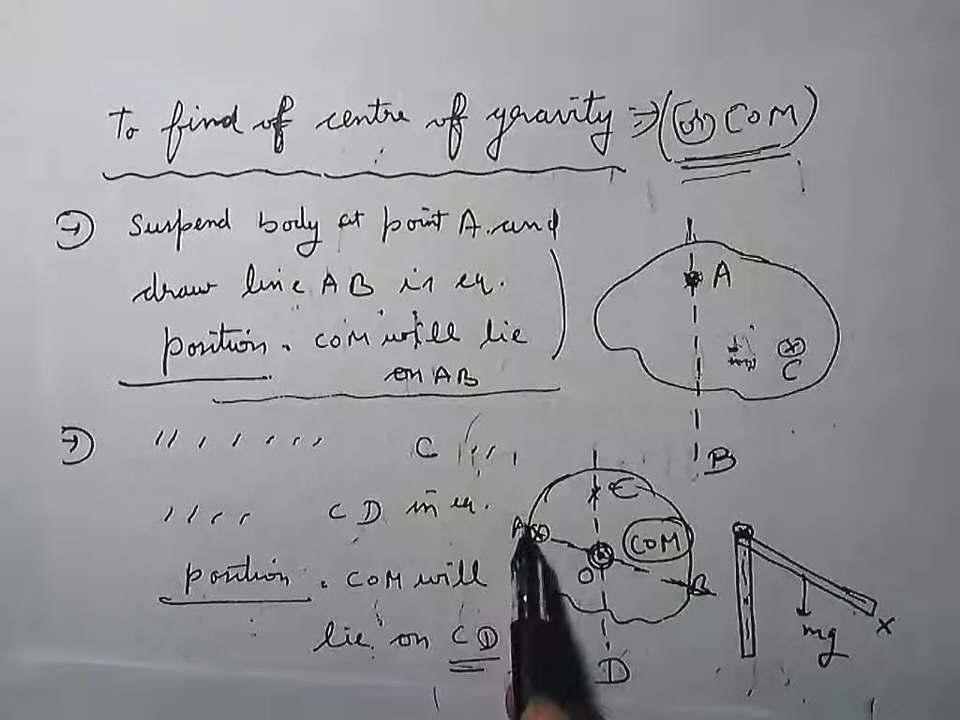 To find of centre of gravity ⇒ (or) COM)
→ Suspend body at point A and
draw line AB in eq.
position. COM will lie
on AB
→ " , , , , , C " , ,
" , , , CD in eq.
position. COM will
lie on CD
A
C
B
C
A
COM
O
B
D
mg
X